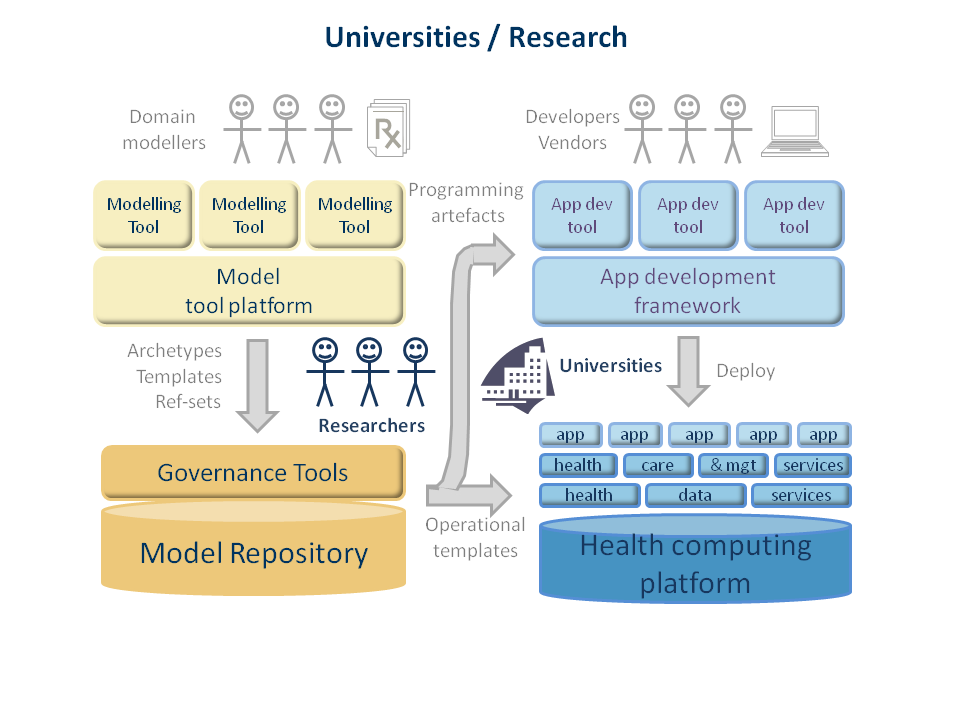 Universities / Research
Domain
modellers
Rx
Developers
Vendors
Modelling
Tool
Modelling
Tool
Modelling
Tool
Programming
artefacts
App dev
tool
App dev
tool
App dev
tool
Model
tool platform
App development
framework
Archetypes
Templates
Ref-sets
Researchers
Universities
Deploy
app
app
app
app
app
Governance Tools
health
care
& mgt
services
health
data
services
Operational
templates
Model Repository
Health computing
platform